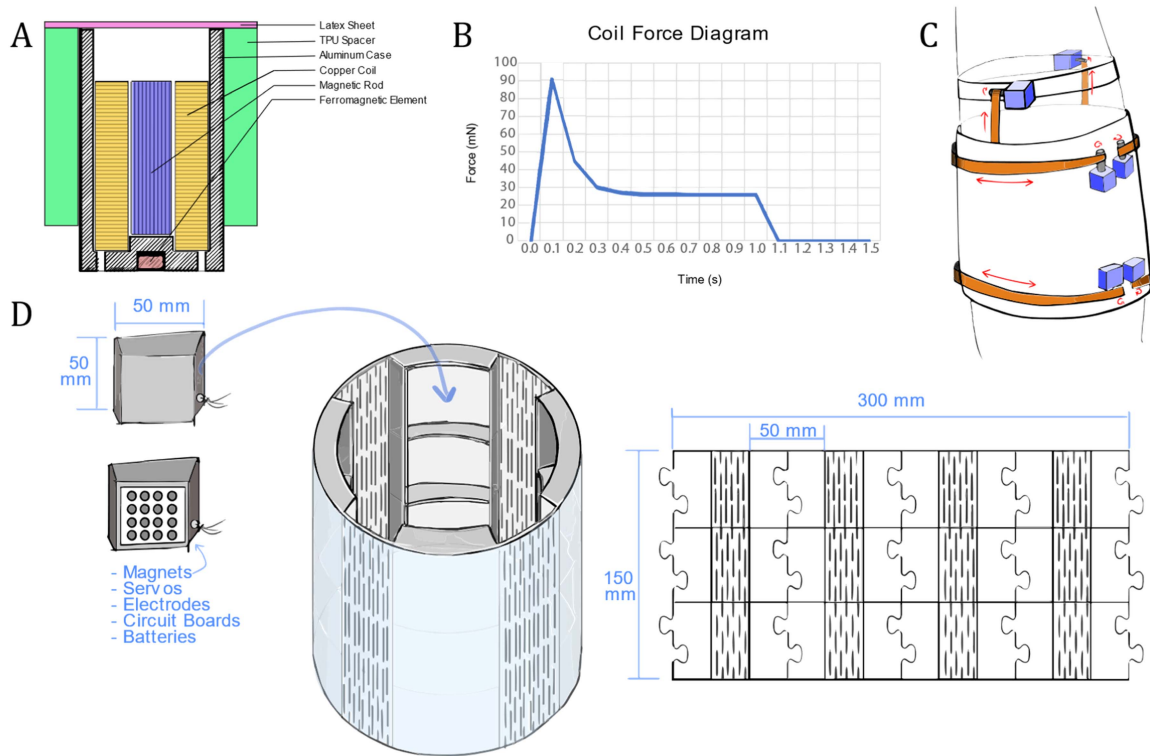 A
Latex Sheet
TPU Spacer
Aluminum Case
Copper Coil
Magnetic Rod
Ferromagnetic Element
B
Coil Force Diagram
Force (mN)
100
90
80
70
60
50
40
30
20
10
0
0.0 0.1 0.2 0.3 0.4 0.5 0.6 0.7 0.8 0.9 1.0 1.1 1.2 1.3 1.4 1.5
Time (s)
C
D
50 mm
50
mm
- Magnets
- Servos
- Electrodes
- Circuit Boards
- Batteries
300 mm
50 mm
150
mm